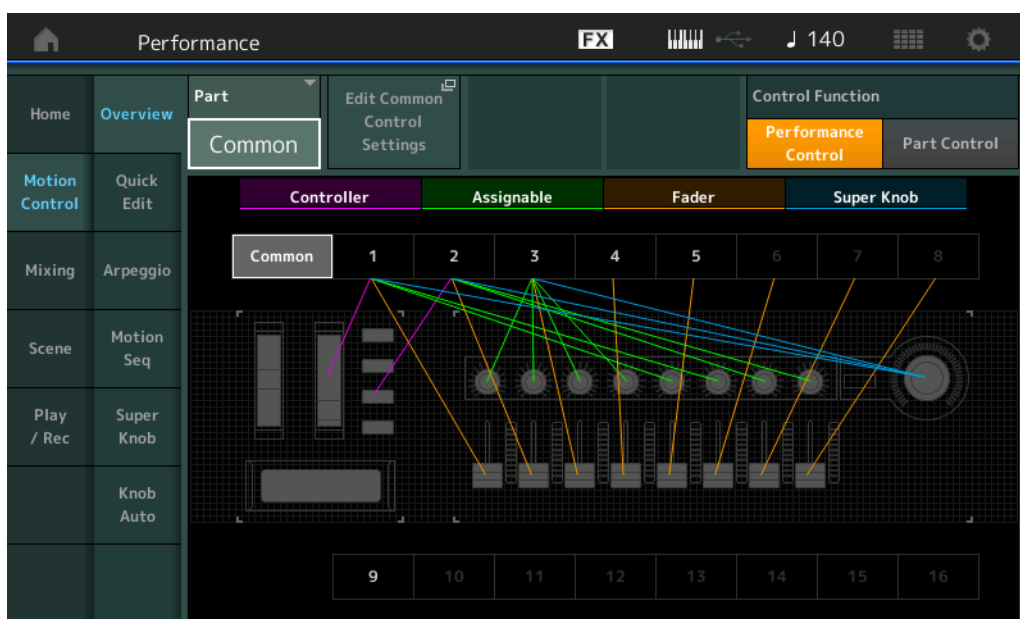 Performance
FX
140
Home
Overview
Part
Common
Edit Common
Control
Settings
Control Function
Performance
Control
Part Control
Motion
Control
Quick
Edit
Controller
Assignable
Fader
Super Knob
Common
1
2
3
4
5
6
7
8
Mixing
Arpeggio
Scene
Motion
Seq
Play
/ Rec
Super
Knob
Knob
Auto
9
10
11
12
13
14
15
16